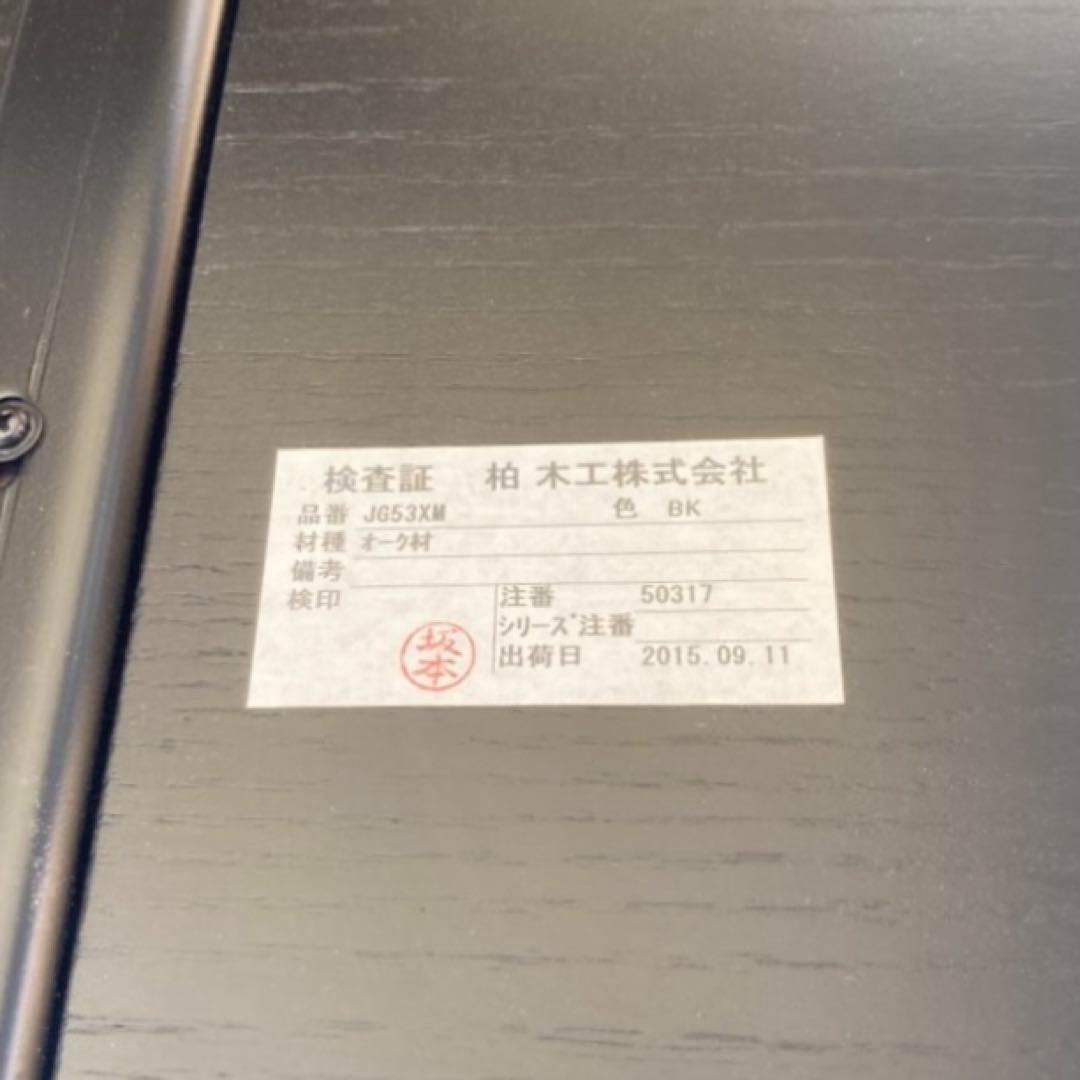 検査証 柏木工株式会社
品番 JG53XM 色 BK
材種 オーク材
備考
検印
坂本
注番 50317
シリーズ注番
出荷日 2015.09.11